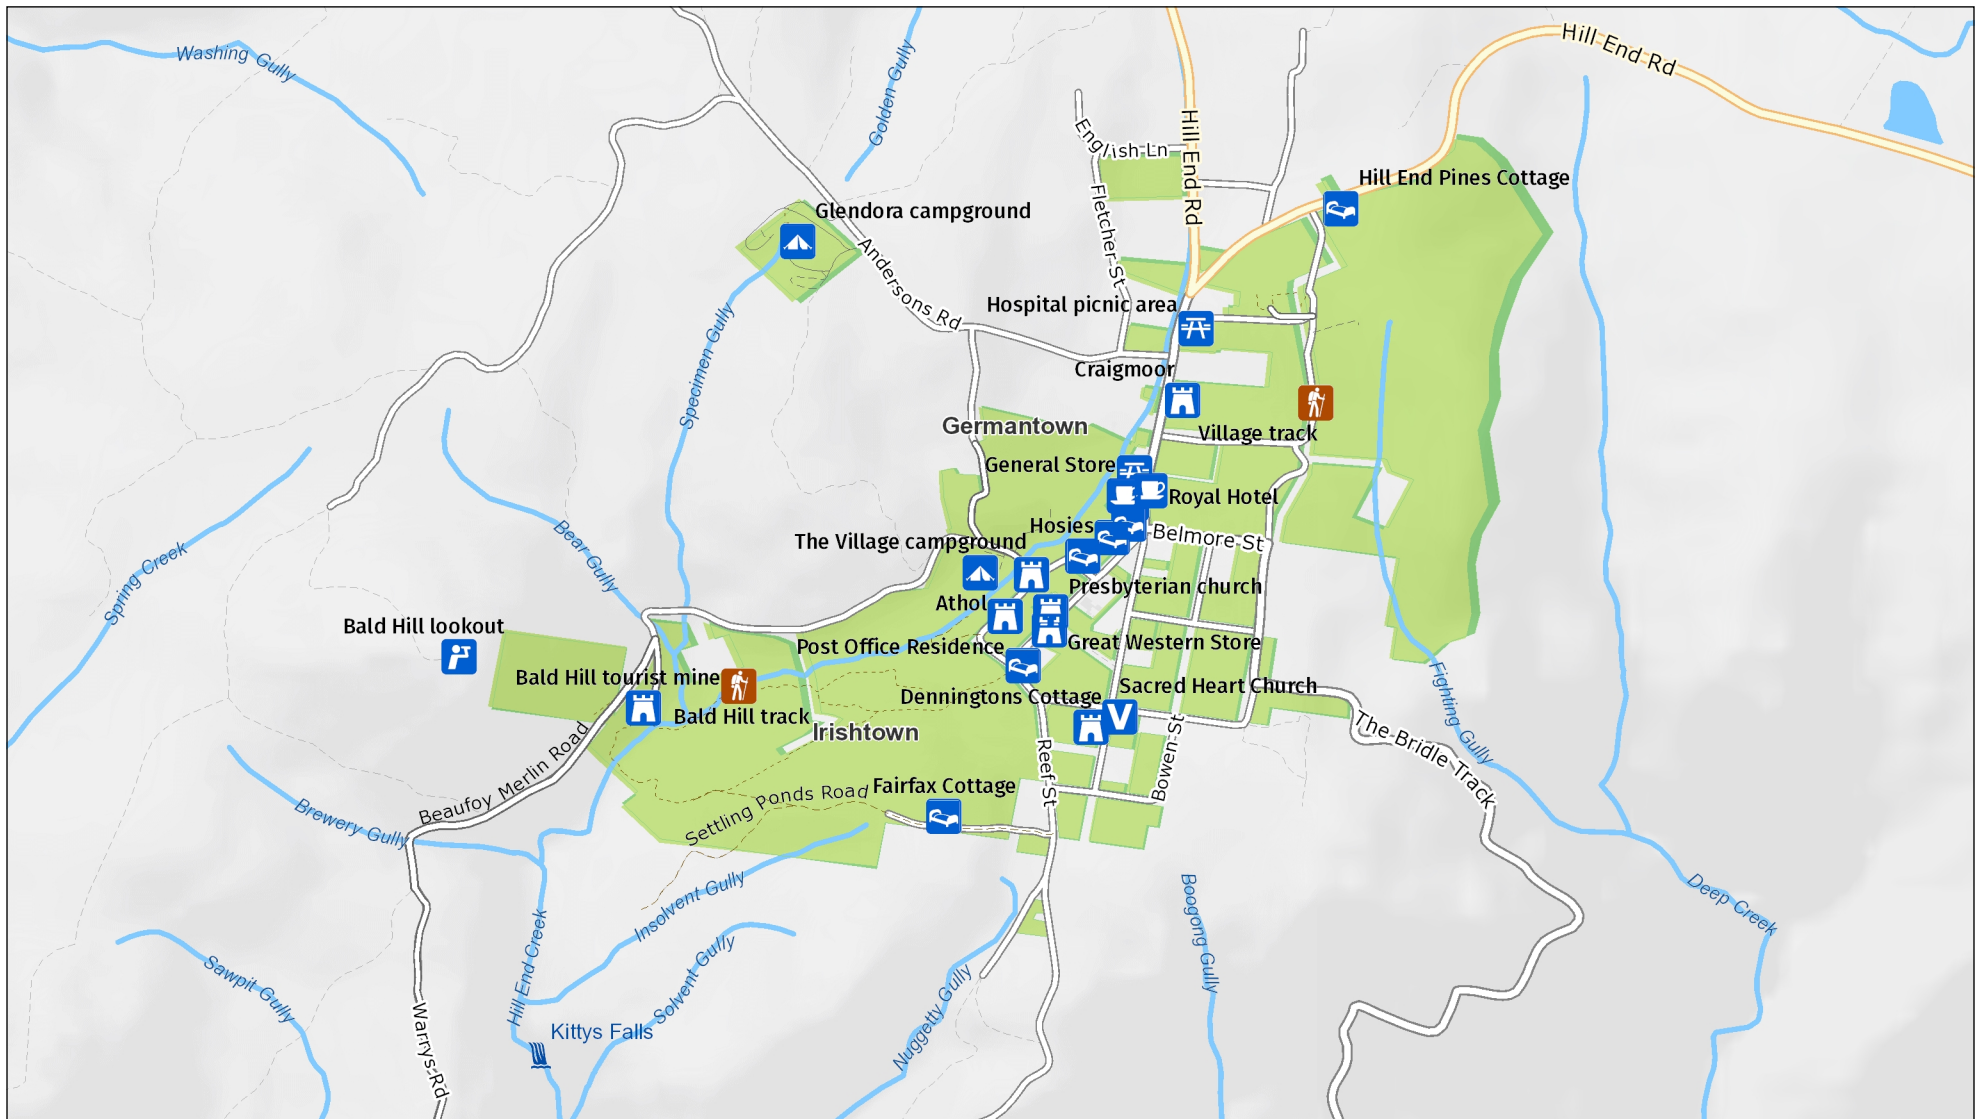 Washing Gully
Golden Gully
Hill End Rd
English Ln
Hill End Rd
Hill End Pines Cottage
Fletcher St
Glendora campground
Andersons Rd
Hospital picnic area
Specimen Gully
Craigmoor
Germantown
Village track
General Store
Royal Hotel
Hosies
Belmore St
The Village campground
Bear Gully
Spring Creek
Presbyterian church
Athol
Bald Hill lookout
Post Office Residence
Great Western Store
Bald Hill tourist mine
Denningtons Cottage
Sacred Heart Church
V
Bald Hill track
Irishtown
Fighting Gully
The Bridle Track
Beaufoy Merlin Road
Reef St
Bowen St
Settling Ponds Road
Fairfax Cottage
Brewery Gully
Insolvent Gully
Deep Creek
Boogong Gully
Hill End Creek
Solvent Gully
Sawpit Gully
Nuggetty Gully
Kittys Falls
Warrys Rd